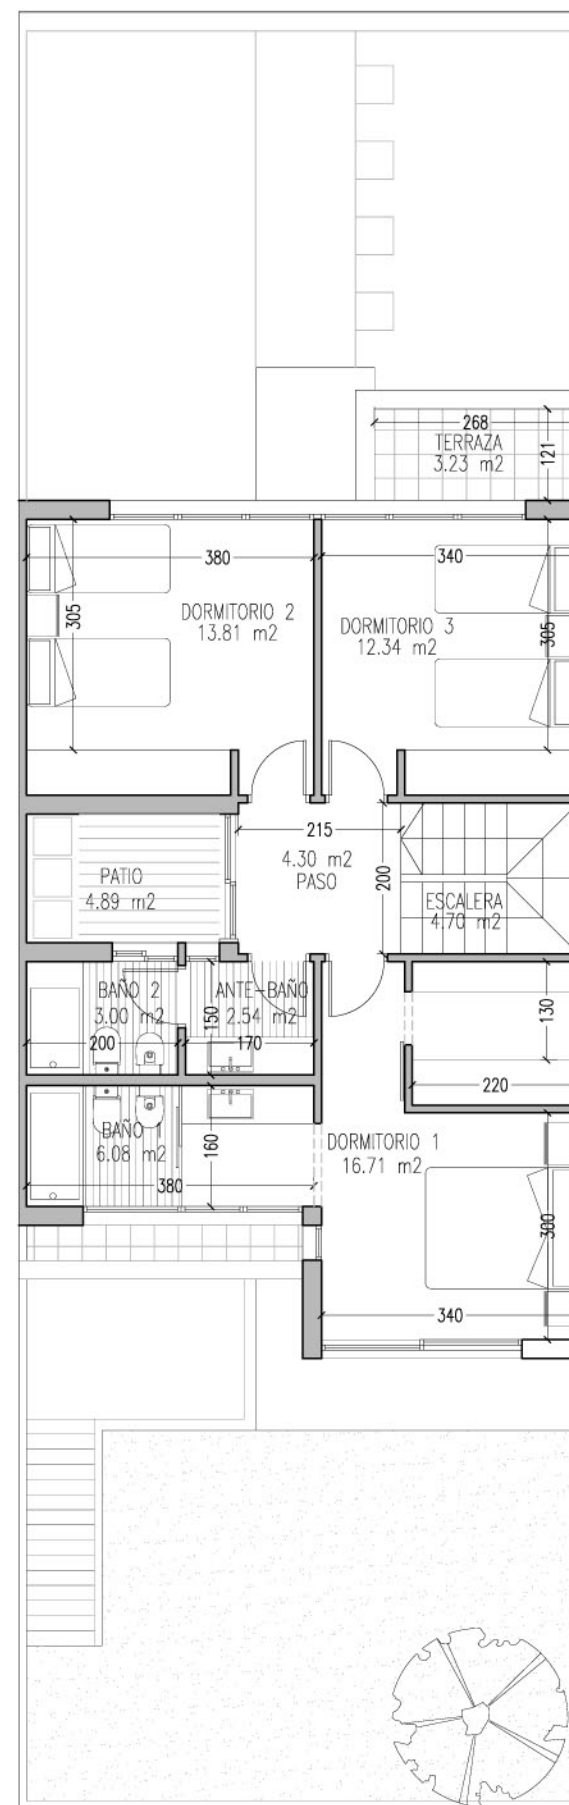 268
TERRAZA
3.23 m2
121
380
340
305
DORMITORIO 2
13.81 m2
DORMITORIO 3
12.34 m2
305
215
4.30 m2
PASO
200
PATIO
4.89 m2
ESCALERA
4.70 m2
BAÑO 2
3.00 m2
ANTE-BAÑO
2.54 m2
150
130
200
170
220
BAÑO 1
6.08 m2
160
DORMITORIO 1
16.71 m2
380
300
340